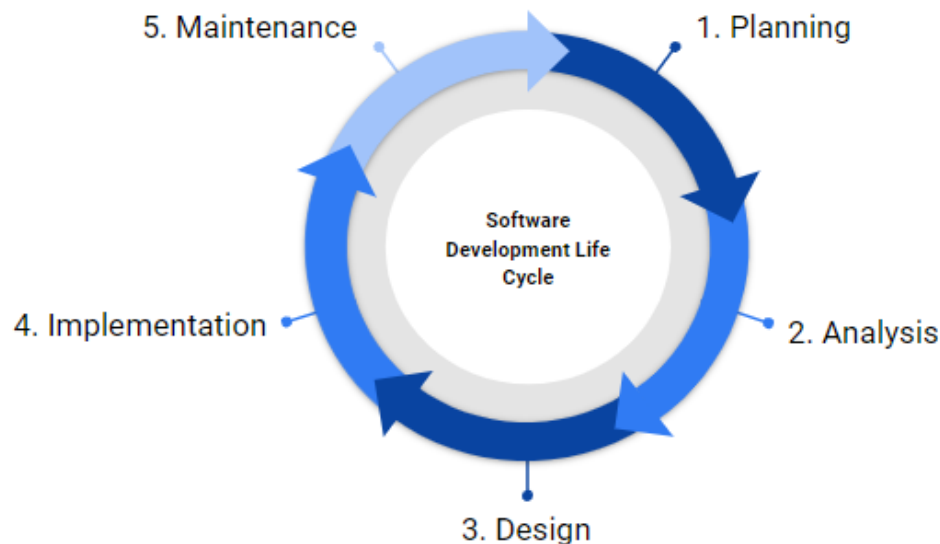 5. Maintenance
1. Planning
Software
Development Life
Cycle
4. Implementation
2. Analysis
3. Design